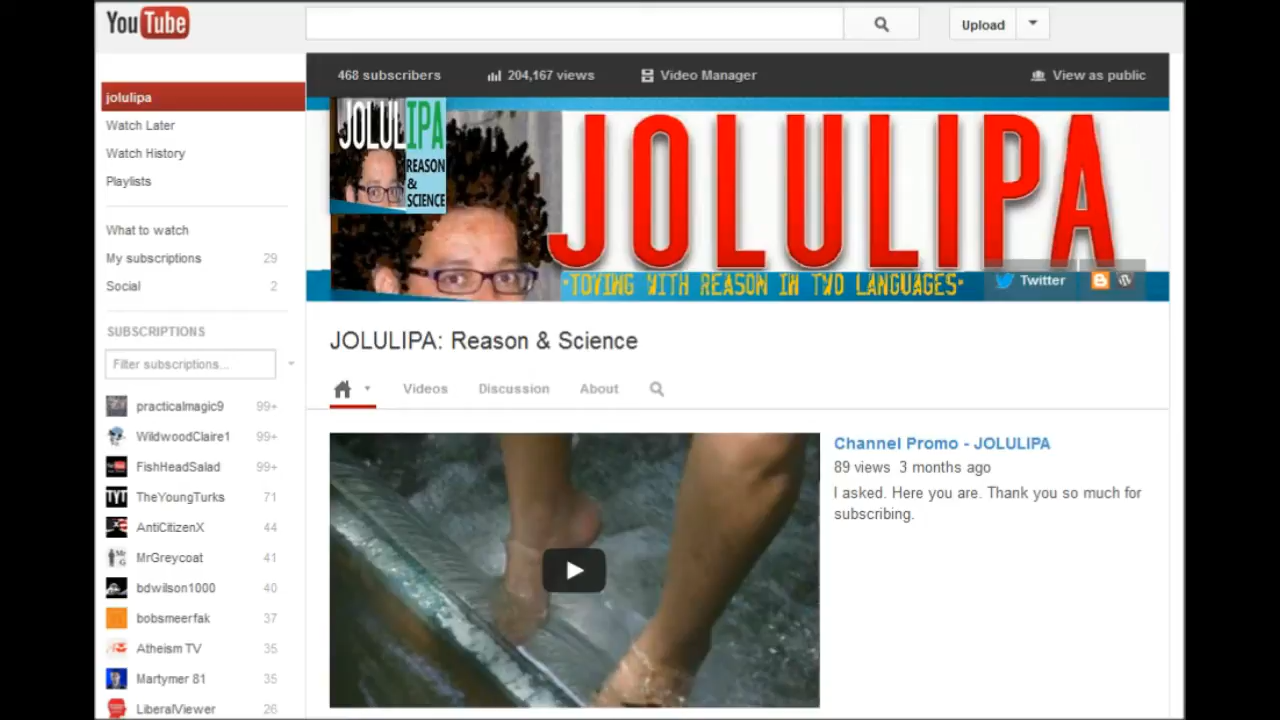 YouTube
Upload
468 subscribers 204,167 views Video Manager View as public
jolulipa
Watch Later
Watch History
Playlists
What to watch
My subscriptions 29
Social 2
SUBSCRIPTIONS
Filter subscriptions...
practicalmagic9 99+
WildwoodClaire1 99+
FishHeadSalad 99+
TYT TheYoungTurks 71
AntiCitizenX 44
MrGreycoat 41
bdwilson1000 40
bobsmeerfak 37
Atheism TV 35
Martymer 81 35
LiberalViewer 26
JOLULIPA
REASON
&
SCIENCE
JOLULIPA
·TOYING WITH REASON IN TWO LANGUAGES·
Twitter
JOLULIPA: Reason & Science
Videos Discussion About
Channel Promo - JOLULIPA
89 views 3 months ago
I asked. Here you are. Thank you so much for
subscribing.